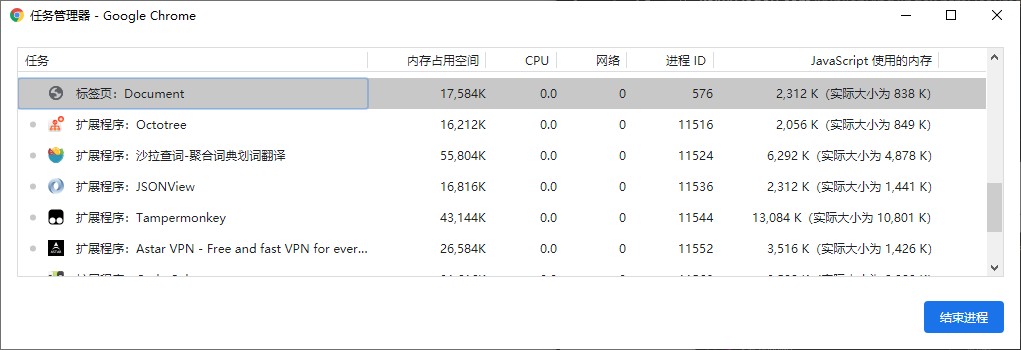 任务管理器 - Google Chrome
任务 内存占用空间 CPU 网络 进程 ID JavaScript 使用的内存
标签页：Document 17,584K 0.0 0 576 2,312 K（实际大小为 838 K）
扩展程序：Octotree 16,212K 0.0 0 11516 2,056 K（实际大小为 849 K）
扩展程序：沙拉查词-聚合词典划词翻译 55,804K 0.0 0 11524 6,292 K（实际大小为 4,878 K）
扩展程序：JSONView 16,816K 0.0 0 11536 2,312 K（实际大小为 1,441 K）
扩展程序：Tampermonkey 43,144K 0.0 0 11544 13,084 K（实际大小为 10,801 K）
扩展程序：Astar VPN - Free and fast VPN for ever... 26,584K 0.0 0 11552 3,516 K（实际大小为 1,426 K）
结束进程